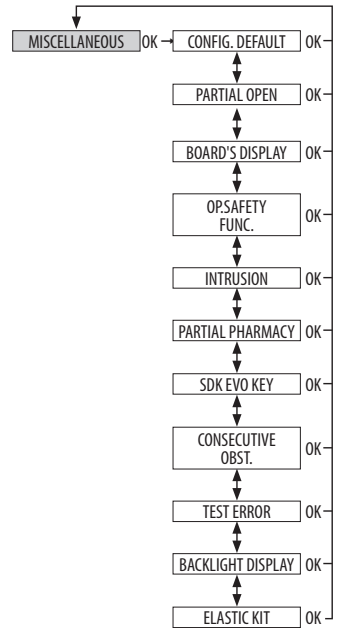 MISCELLANEOUS OK CONFIG. DEFAULT OK
PARTIAL OPEN OK
BOARD'S DISPLAY OK
OP.SAFETY
FUNC. OK
INTRUSION OK
PARTIAL PHARMACY OK
SDK EVO KEY OK
CONSECUTIVE
OBST. OK
TEST ERROR OK
BACKLIGHT DISPLAY OK
ELASTIC KIT OK